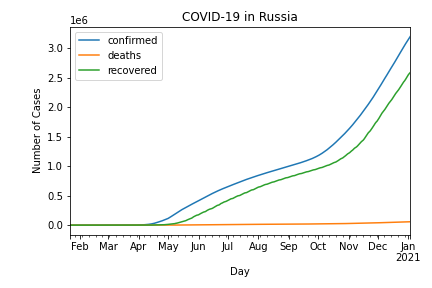 COVID-19 in Russia
1e6
confirmed
deaths
recovered
3.0
2.5
2.0
1.5
1.0
0.5
0.0
Number of Cases
Feb Mar Apr May Jun Jul Aug Sep Oct Nov Dec Jan
2021
Day